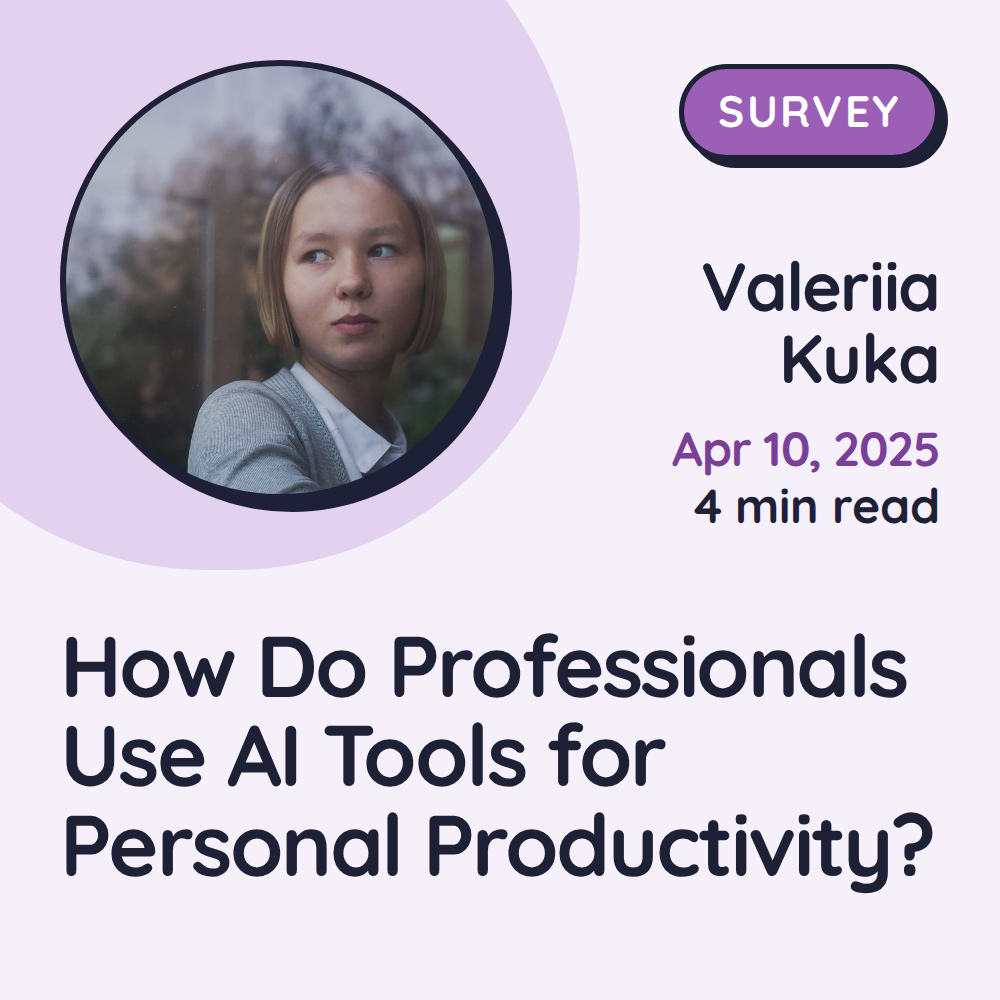 SURVEY
Valeriia
Kuka
Apr 10, 2025
4 min read
How Do Professionals
Use AI Tools for
Personal Productivity?